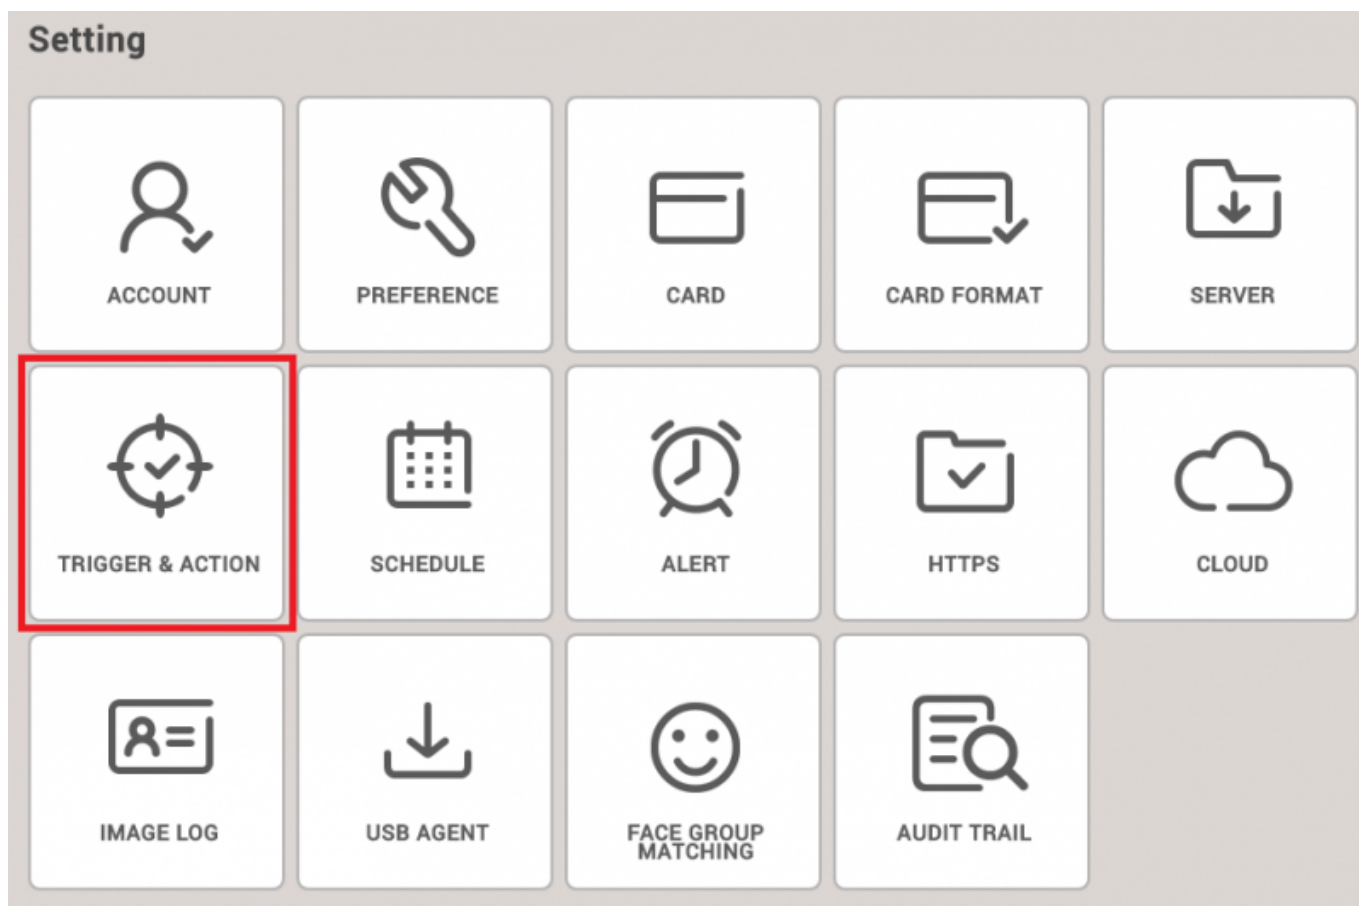 Setting
ACCOUNT
PREFERENCE
CARD
CARD FORMAT
SERVER
TRIGGER & ACTION
SCHEDULE
ALERT
HTTPS
CLOUD
IMAGE LOG
USB AGENT
FACE GROUP
MATCHING
AUDIT TRAIL